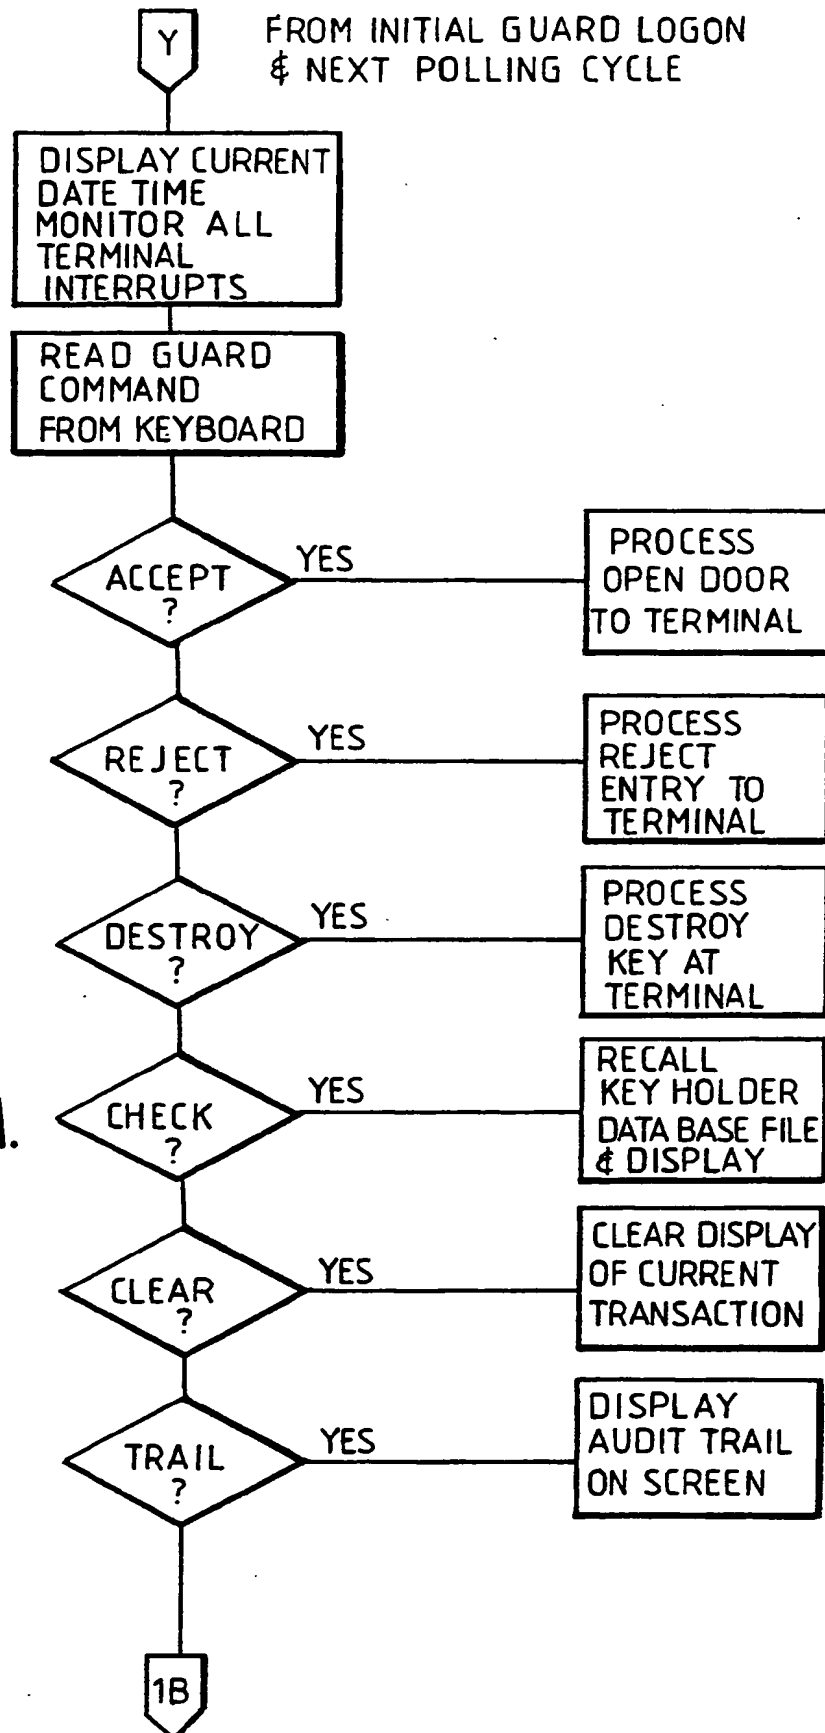 Y
FROM INITIAL GUARD LOGON
& NEXT POLLING CYCLE
DISPLAY CURRENT
DATE TIME
MONITOR ALL
TERMINAL
INTERRUPTS
READ GUARD
COMMAND
FROM KEYBOARD
ACCEPT
?
YES
PROCESS
OPEN DOOR
TO TERMINAL
REJECT
?
YES
PROCESS
REJECT
ENTRY TO
TERMINAL
DESTROY
?
YES
PROCESS
DESTROY
KEY AT
TERMINAL
CHECK
?
YES
RECALL
KEY HOLDER
DATA BASE FILE
& DISPLAY
CLEAR
?
YES
CLEAR DISPLAY
OF CURRENT
TRANSACTION
TRAIL
?
YES
DISPLAY
AUDIT TRAIL
ON SCREEN
1B